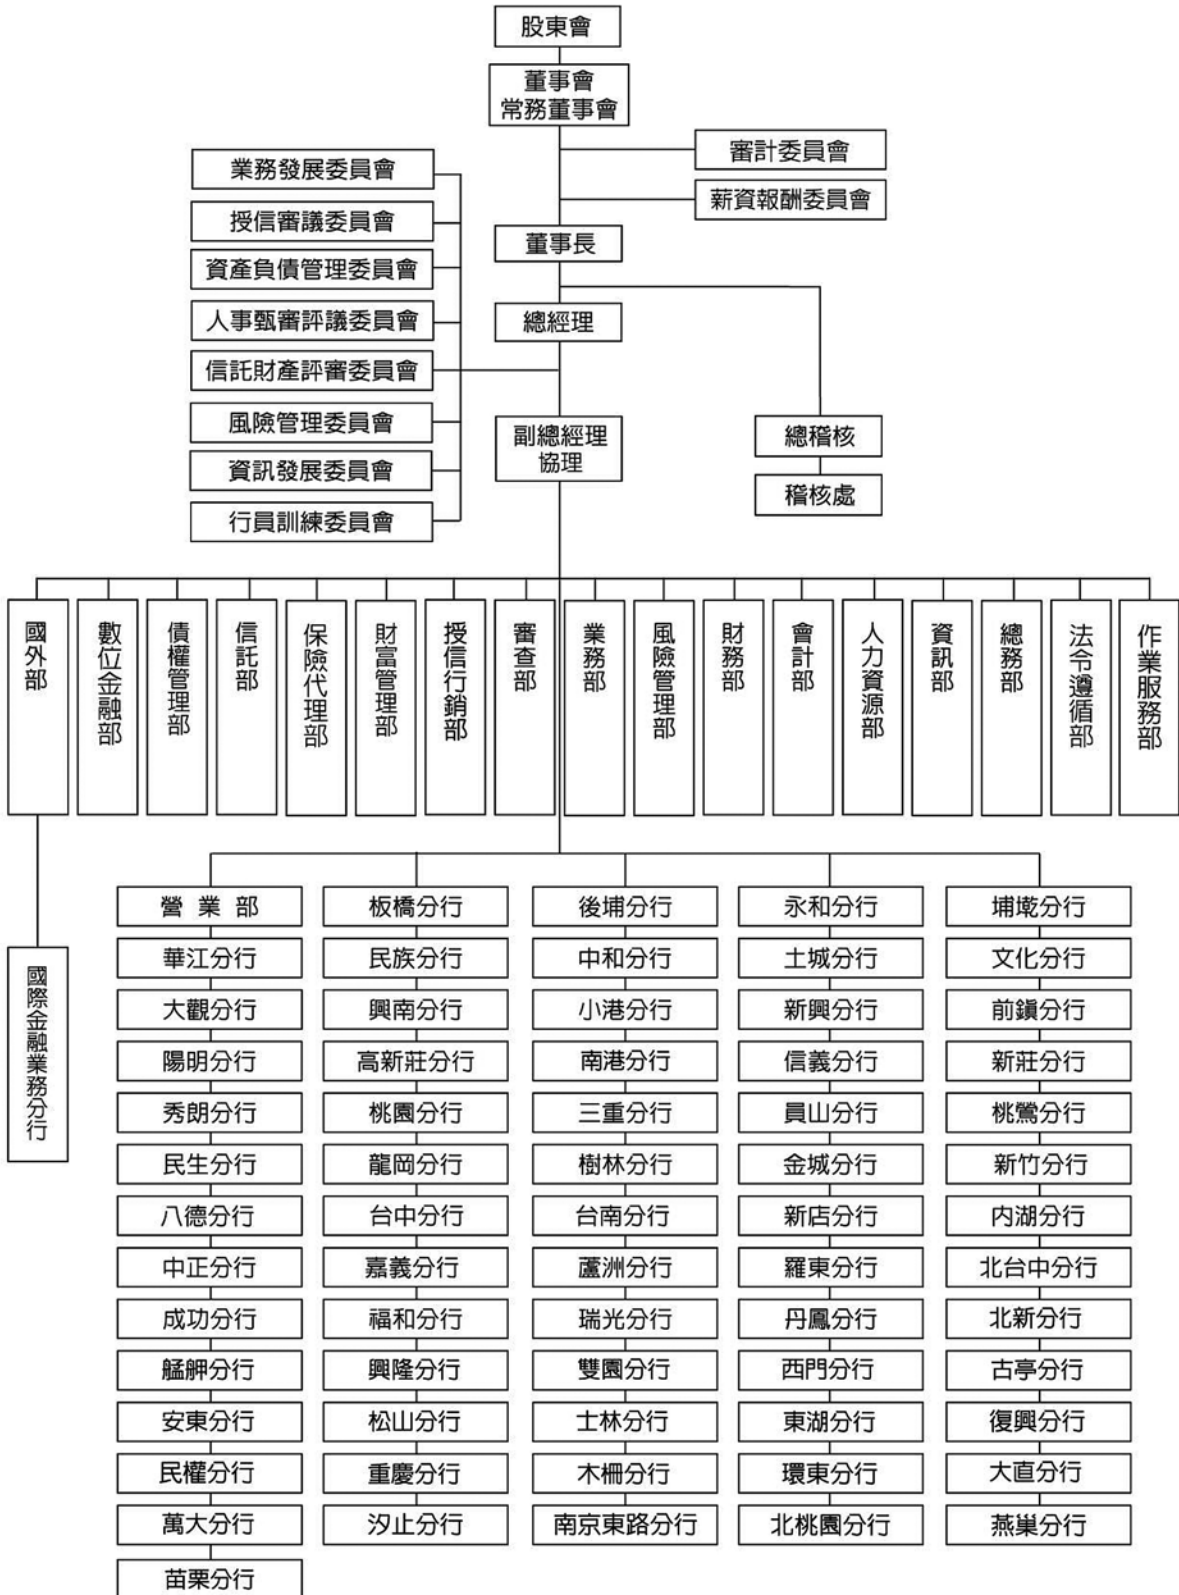 股東會
董事會
常務董事會
審計委員會
薪資報酬委員會
業務發展委員會
授信審議委員會
資產負債管理委員會
人事甄審評議委員會
信託財產評審委員會
風險管理委員會
資訊發展委員會
行員訓練委員會
董事長
總經理
副總經理
協理
總稽核
稽核處
國外部
數位金融部
債權管理部
信託部
保險代理部
財富管理部
授信行銷部
審查部
業務部
風險管理部
財務部
會計部
人力資源部
資訊部
總務部
法令遵循部
作業服務部
國際金融業務分行
營業部
板橋分行
後埔分行
永和分行
埔墘分行
華江分行
民族分行
中和分行
土城分行
文化分行
大觀分行
興南分行
小港分行
新興分行
前鎮分行
陽明分行
高新莊分行
南港分行
信義分行
新莊分行
秀朗分行
桃園分行
三重分行
員山分行
桃鶯分行
民生分行
龍岡分行
樹林分行
金城分行
新竹分行
八德分行
台中分行
台南分行
新店分行
內湖分行
中正分行
嘉義分行
蘆洲分行
羅東分行
北台中分行
成功分行
福和分行
瑞光分行
丹鳳分行
北新分行
艋舺分行
興隆分行
雙園分行
西門分行
古亭分行
安東分行
松山分行
士林分行
東湖分行
復興分行
民權分行
重慶分行
木柵分行
環東分行
大直分行
萬大分行
汐止分行
南京東路分行
北桃園分行
燕巢分行
苗栗分行